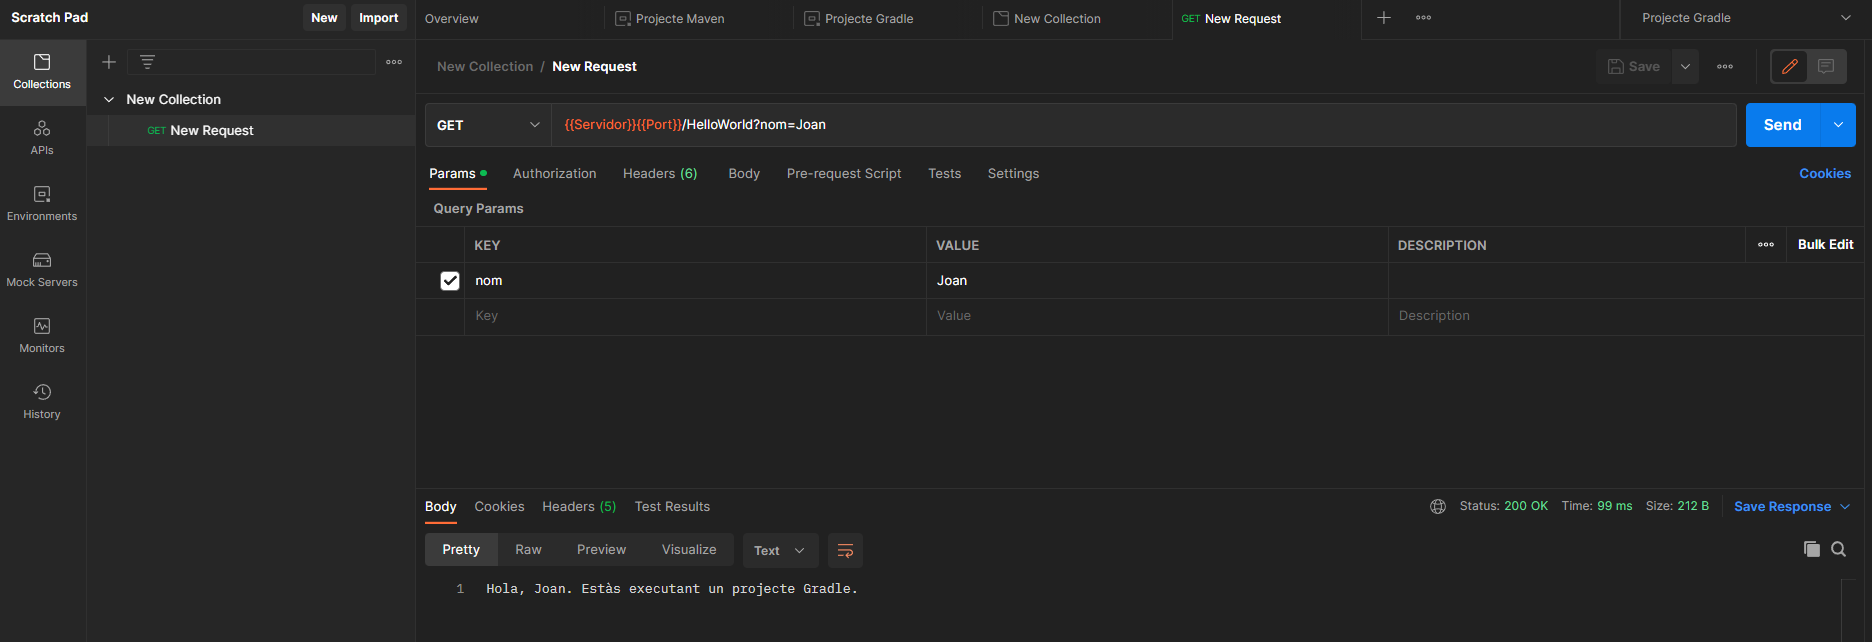 Scratch Pad New Import Overview Projecte Maven Projecte Gradle New Collection GET New Request Projecte Gradle
New Collection / New Request Save
Collections
New Collection
GET New Request
GET {{Servidor}}{{Port}}/HelloWorld?nom=Joan Send
APIs
Params Authorization Headers (6) Body Pre-request Script Tests Settings Cookies
Environments
Query Params
KEY VALUE DESCRIPTION Bulk Edit
Mock Servers
nom Joan
Key Value Description
Monitors
History
Body Cookies Headers (5) Test Results Status: 200 OK Time: 99 ms Size: 212 B Save Response
Pretty Raw Preview Visualize Text
1 Hola, Joan. Estàs executant un projecte Gradle.